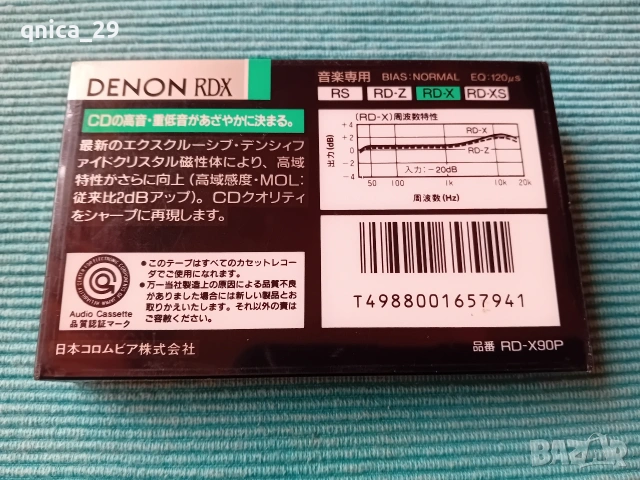 qnica_29
DENON RDX
音楽専用 BIAS:NORMAL EQ:120μs
RS RD-Z RD-X RD-XS
CDの高音・重低音があざやかに決まる。
最新のエクスクルーシブ・デンシィフ
ァイドクリスタル磁性体により、高域
特性がさらに向上(高域感度・MOL:
従来比2dBアップ)。CDクオリティ
をシャープに再現します。
(RD-X)周波数特性
出力(dB)
+4
+2
0
-2
-4
RD-X
RD-Z
入力:-20dB
50 100 1k 10k 20k
周波数(Hz)
Audio Cassette
品質認証マーク
●このテープはすべてのカセットレコー
ダでご使用になれます。
●万一当社製造上の原因による品質不良
がありました場合には新しい製品とお
取りかえいたします。それ以外の責は
ご容赦ください。
T4988001657941
日本コロムビア株式会社
品番 RD-X90P
BAZAR